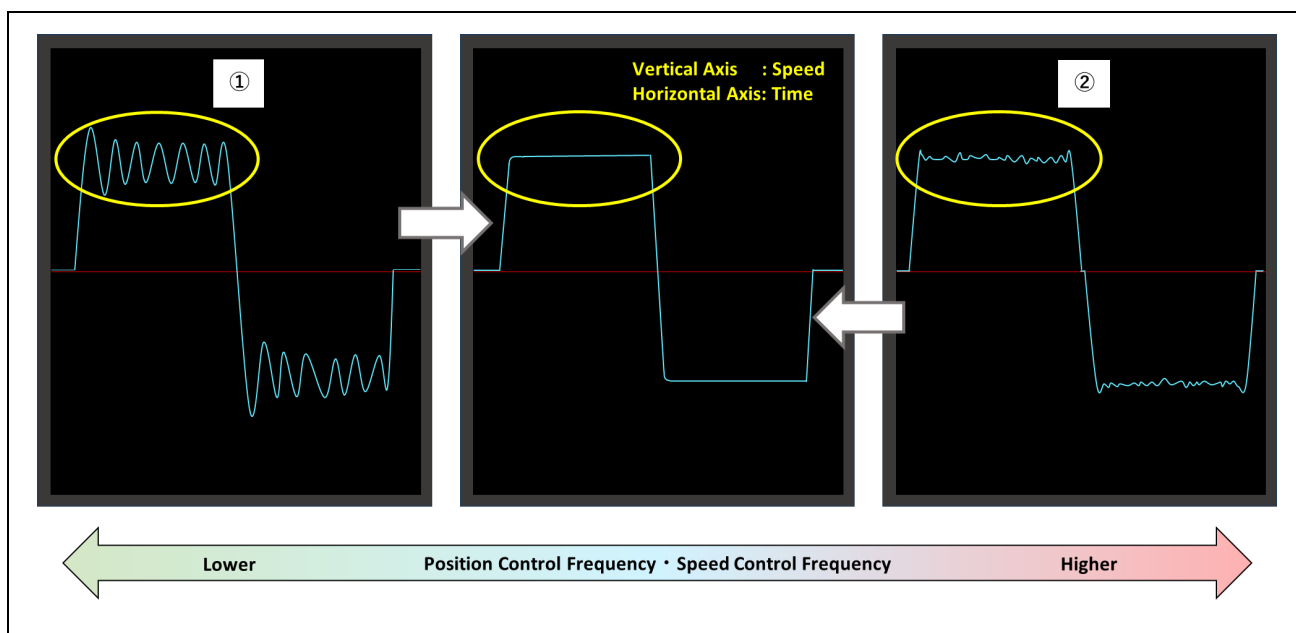 ①
Vertical Axis : Speed
Horizontal Axis: Time
②
Lower
Position Control Frequency・Speed Control Frequency
Higher